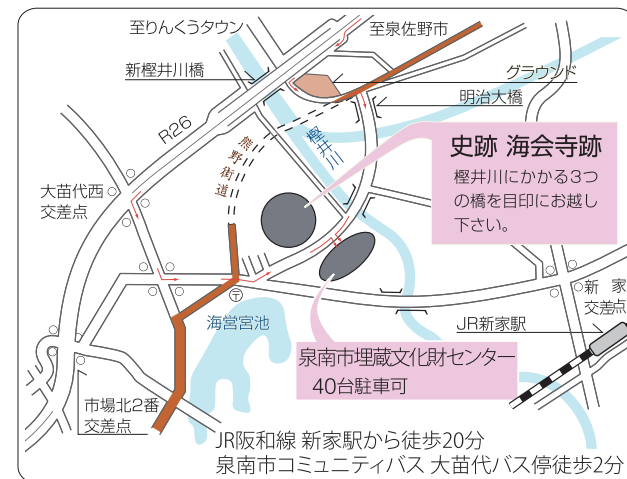 至りんくうタウン
至泉佐野市
新樫井川橋
グラウンド
明治大橋
R26
熊野街道
樫井川
史跡 海会寺跡
樫井川にかかる3つ
の橋を目印にお越し
下さい。
大苗代西
交差点
新家
交差点
〒
海営宮池
JR新家駅
泉南市埋蔵文化財センター
40台駐車可
市場北2番
交差点
JR阪和線 新家駅から徒歩20分
泉南市コミュニティバス 大苗代バス停徒歩2分